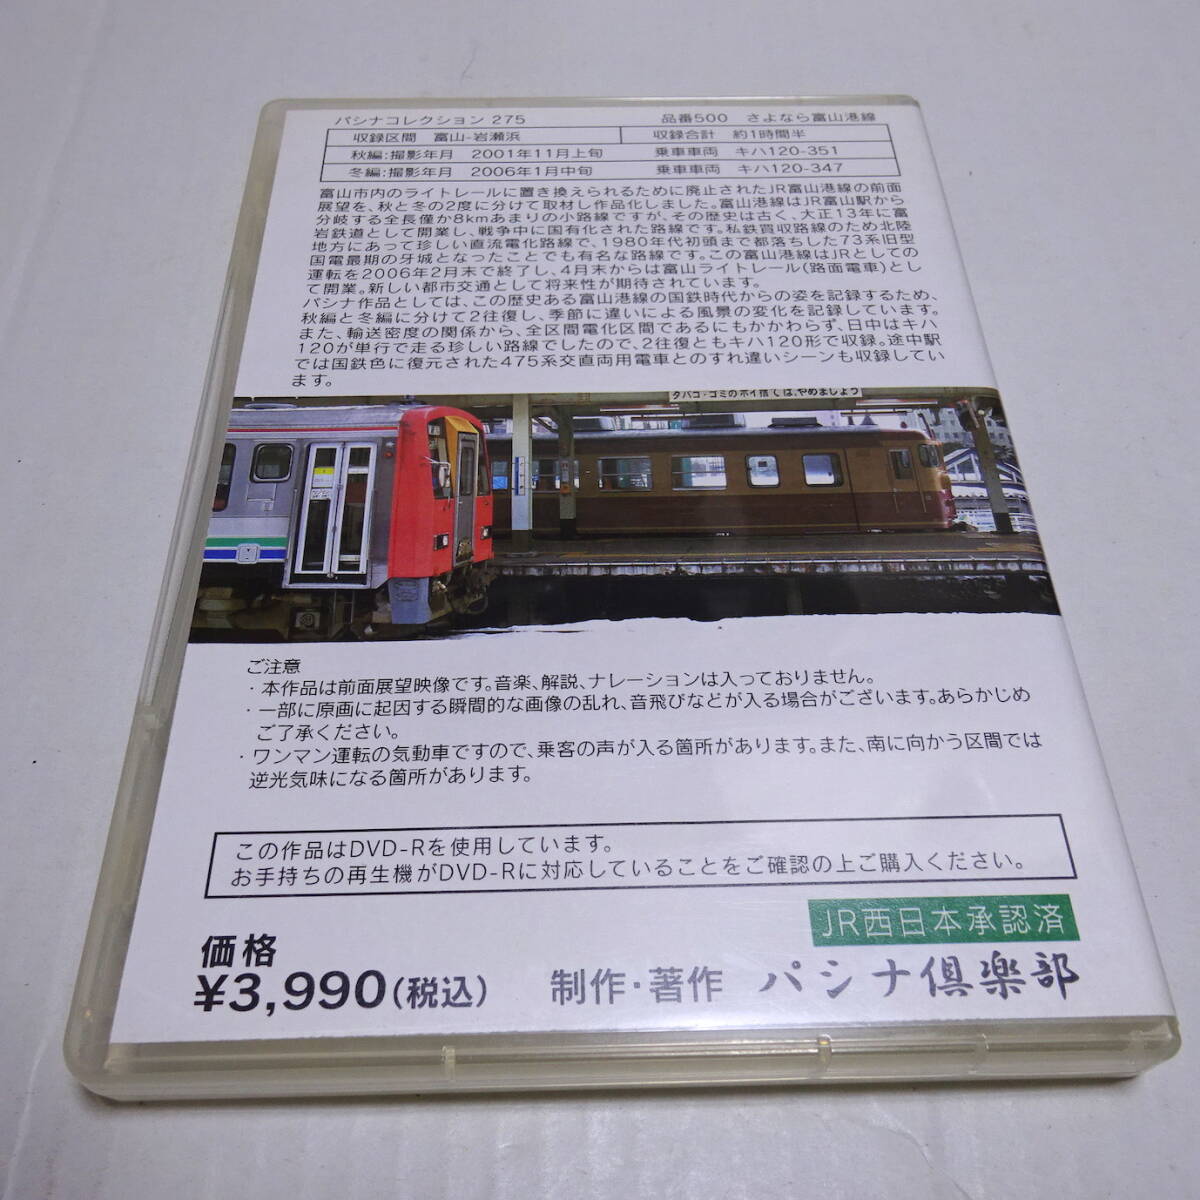 パシナコレクション 275　品番500　さよなら富山港線
収録区間　富山-岩瀬浜　収録合計　約1時間半
秋編:撮影年月　2001年11月上旬　乗車車両　キハ120-351
冬編:撮影年月　2006年1月中旬　乗車車両　キハ120-347
富山市内のライトレールに置き換えられるために廃止されたJR富山港線の前面
展望を、秋と冬の2度に分けて取材し作品化しました。富山港線はJR富山駅から
分岐する全長僅か8kmあまりの小路線ですが、その歴史は古く、大正13年に富
岩鉄道として開業し、戦争中に国有化された路線です。私鉄買収路線のため北陸
地方にあって珍しい直流電化路線で、1980年代初頭まで都落ちした73系旧型
国電最期の牙城となったことでも有名な路線です。この富山港線はJRとしての
運転を2006年2月末で終了し、4月末からは富山ライトレール(路面電車)とし
て開業。新しい都市交通として将来性が期待されています。
パシナ作品としては、この歴史ある富山港線の国鉄時代からの姿を記録するため、
秋編と冬編に分けて2往復し、季節に違いによる風景の変化を記録しています。
また、輸送密度の関係から、全区間電化区間であるにもかかわらず、日中はキハ
120が単行で走る珍しい路線でしたので、2往復ともキハ120形で収録。途中駅
では国鉄色に復元された475系交直両用電車とのすれ違いシーンも収録してい
ます。
タバコ・ゴミのポイ捨ては、やめましょう
ご注意
・本作品は前面展望映像です。音楽、解説、ナレーションは入っておりません。
・一部に原画に起因する瞬間的な画像の乱れ、音飛びなどが入る場合がございます。あらかじめ
ご了承ください。
・ワンマン運転の気動車ですので、乗客の声が入る箇所があります。また、南に向かう区間では
逆光気味になる箇所があります。
この作品はDVD-Rを使用しています。
お手持ちの再生機がDVD-Rに対応していることをご確認の上ご購入ください。
JR西日本承認済
価格
¥3,990(税込)
制作・著作　パシナ倶楽部